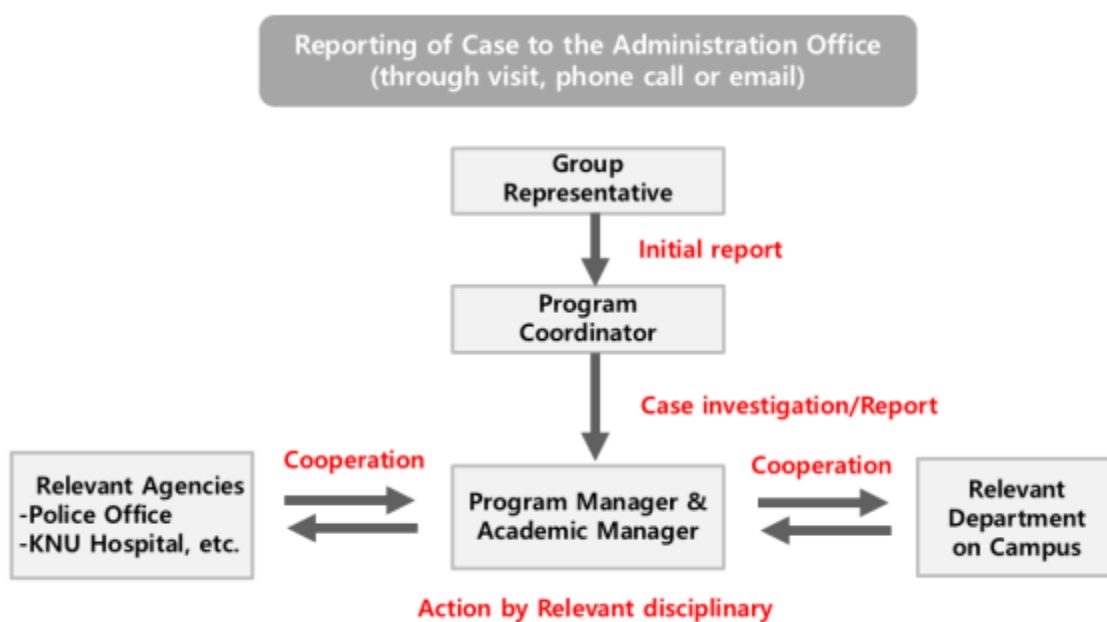 Reporting of Case to the Administration Office
(through visit, phone call or email)
Group
Representative
Initial report
Program
Coordinator
Case investigation/Report
Relevant Agencies
-Police Office
-KNU Hospital, etc.
Cooperation
Program Manager &
Academic Manager
Cooperation
Relevant
Department
on Campus
Action by Relevant disciplinary